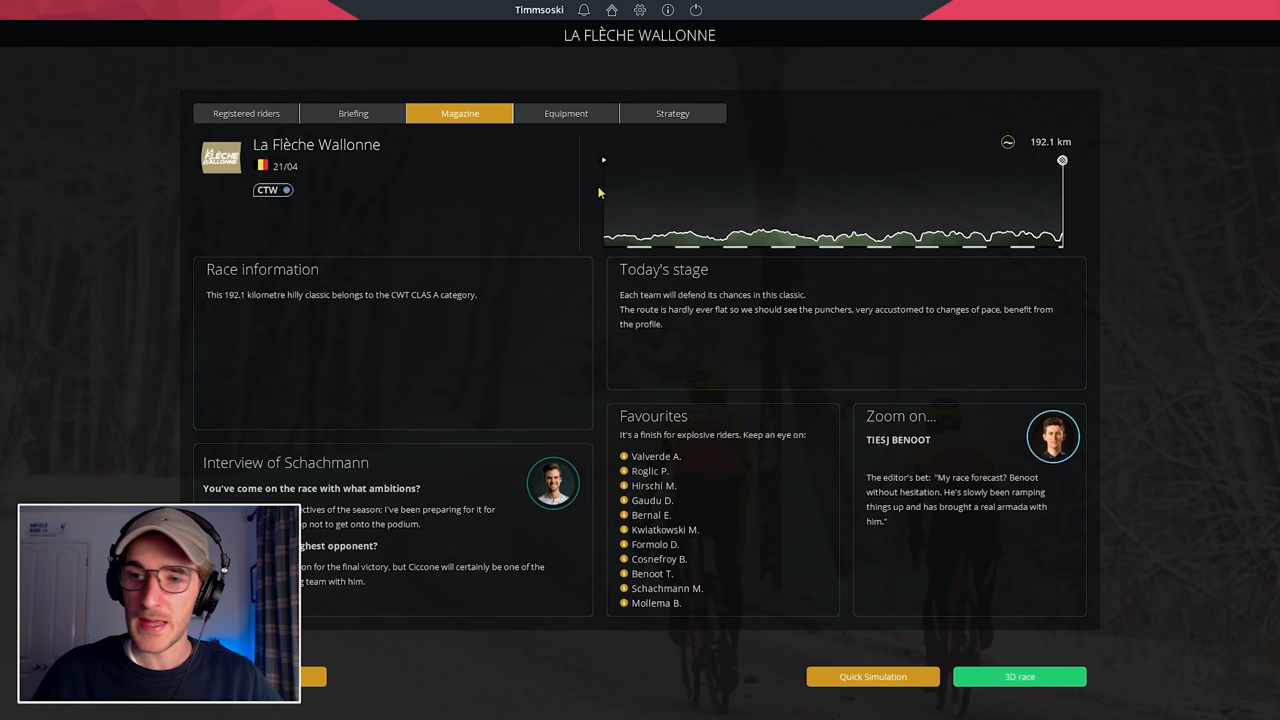 Timmsoski
LA FLÈCHE WALLONNE
Registered riders
Briefing
Magazine
Equipment
Strategy
LA FLÈCHE WALLONNE
La Flèche Wallonne
21/04
CTW
192.1 km
Race information
This 192.1 kilometre hilly classic belongs to the CWT CLAS A category.
Today's stage
Each team will defend its chances in this classic.
The route is hardly ever flat so we should see the punchers, very accustomed to changes of pace, benefit from
the profile.
Interview of Schachmann
You've come on the race with what ambitions?
ectives of the season; I've been preparing for it for
not to get onto the podium.
ghest opponent?
on for the final victory, but Ciccone will certainly be one of the
team with him.
Favourites
It's a finish for explosive riders. Keep an eye on:
Valverde A.
Roglic P.
Hirschi M.
Gaudu D.
Bernal E.
Kwiatkowski M.
Formolo D.
Cosnefroy B.
Benoot T.
Schachmann M.
Mollema B.
Zoom on...
TIESJ BENOOT
The editor's bet: "My race forecast? Benoot
without hesitation. He's slowly been ramping
things up and has brought a real armada with
him."
Quick Simulation
3D race